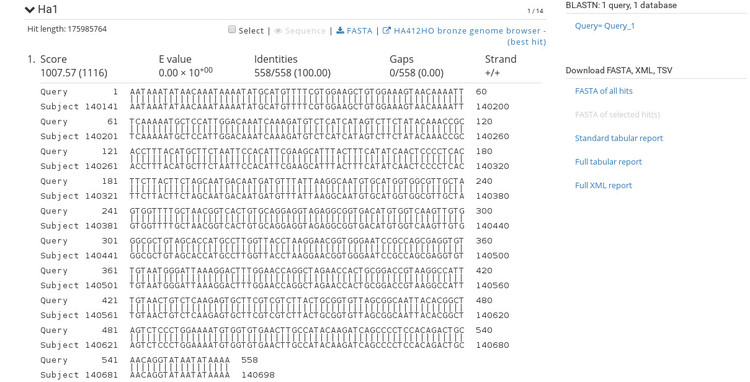 Ha1
1 / 14
Hit length: 175985764
Select | Sequence | FASTA | HA412HO bronze genome browser - (best hit)
1. Score E value Identities Gaps Strand
1007.57 (1116) 0.00 × 10+00 558/558 (100.00) 0/558 (0.00) +/+
Query 1 AATAAATATAACAAATAAAATATGCATGTTTTCGTGGAAGCTGTGGAAAGTAACAAAATT 60
Subject 140141 AATAAATATAACAAATAAAATATGCATGTTTTCGTGGAAGCTGTGGAAAGTAACAAAATT 140200
Query 61 TCAAAAATGCTCCATTGGACAAATCAAAGATGTCTCATCATAGTCTTCTATACAAACCGC 120
Subject 140201 TCAAAAATGCTCCATTGGACAAATCAAAGATGTCTCATCATAGTCTTCTATACAAACCGC 140260
Query 121 ACCTTTACATGCTTCTAATTCCACATTCGAAGCATTTACTTTCATATCAACTCCCCTCAC 180
Subject 140261 ACCTTTACATGCTTCTAATTCCACATTCGAAGCATTTACTTTCATATCAACTCCCCTCAC 140320
Query 181 TTCTTACTTCTAGCAATGACAATGATGTTTATTAAGGCAATGTGCATGGTGGCGTTGCTA 240
Subject 140321 TTCTTACTTCTAGCAATGACAATGATGTTTATTAAGGCAATGTGCATGGTGGCGTTGCTA 140380
Query 241 GTGGTTTTGCTAACGGTCACTGTGCAGGAGGTAGAGGCGGTGACATGTGGTCAAGTTGTG 300
Subject 140381 GTGGTTTTGCTAACGGTCACTGTGCAGGAGGTAGAGGCGGTGACATGTGGTCAAGTTGTG 140440
Query 301 GGCGCTGTAGCACCATGCCTTGGTTACCTAAGGAACGGTGGGAATCCGCCAGCGAGGTGT 360
Subject 140441 GGCGCTGTAGCACCATGCCTTGGTTACCTAAGGAACGGTGGGAATCCGCCAGCGAGGTGT 140500
Query 361 TGTAATGGGATTAAAGGACTTTGGAACCAGGCTAGAACCACTGCGGACCGTAAGGCCATT 420
Subject 140501 TGTAATGGGATTAAAGGACTTTGGAACCAGGCTAGAACCACTGCGGACCGTAAGGCCATT 140560
Query 421 TGTAACTGTCTCAAGAGTGCTTCGTCGTCTTACTGCGGTGTTAGCGGCAATTACACGGCT 480
Subject 140561 TGTAACTGTCTCAAGAGTGCTTCGTCGTCTTACTGCGGTGTTAGCGGCAATTACACGGCT 140620
Query 481 AGTCTCCCTGGAAAATGTGGTGTGAACTTGCCATACAAGATCAGCCCCTCCACAGACTGC 540
Subject 140621 AGTCTCCCTGGAAAATGTGGTGTGAACTTGCCATACAAGATCAGCCCCTCCACAGACTGC 140680
Query 541 AACAGGTATAATATAAAA 558
Subject 140681 AACAGGTATAATATAAAA 140698
BLASTN: 1 query, 1 database
Query= Query_1
Download FASTA, XML, TSV
FASTA of all hits
FASTA of selected hit(s)
Standard tabular report
Full tabular report
Full XML report